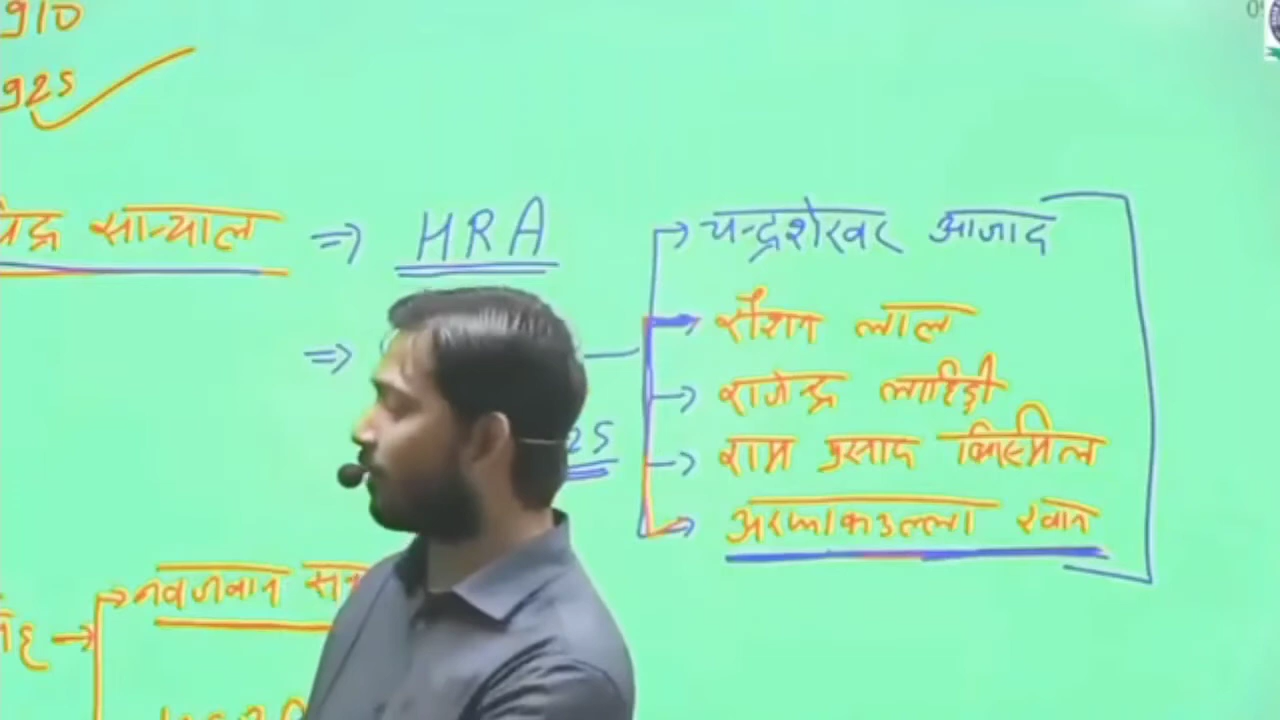 910
925
सान्याल ⇒ HRA
→ चन्द्रशेखर आजाद
→ रौशन लाल
⇒
→ राजेन्द्र लाहिड़ी
25
→ राम प्रसाद बिस्मिल
→ अश्फाकउल्ला खान
→ नवजवान